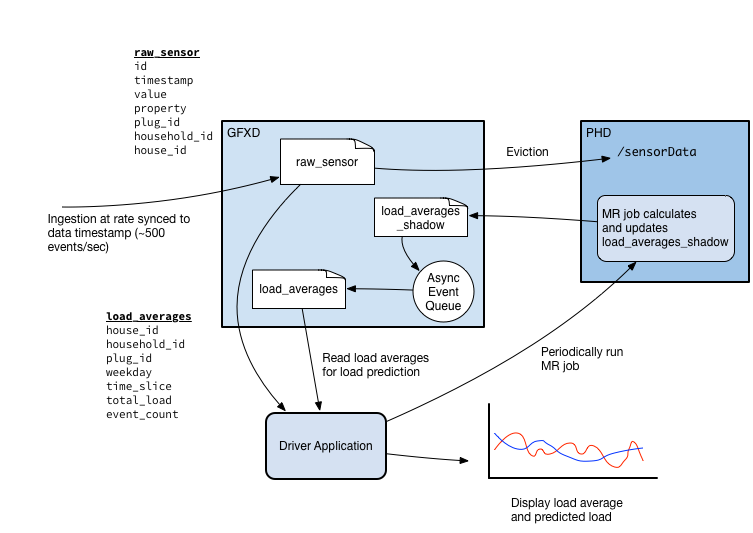 raw_sensor
id
timestamp
value
property
plug_id
household_id
house_id
GFXD
raw_sensor
Eviction
PHD
/sensorData
Ingestion at rate synced to
data timestamp (~500
events/sec)
load_averages
_shadow
MR job calculates
and updates
load_averages_shadow
load_averages
Async
Event
Queue
load_averages
house_id
household_id
plug_id
weekday
time_slice
total_load
event_count
Read load averages
for load prediction
Periodically run
MR job
Driver Application
Display load average
and predicted load